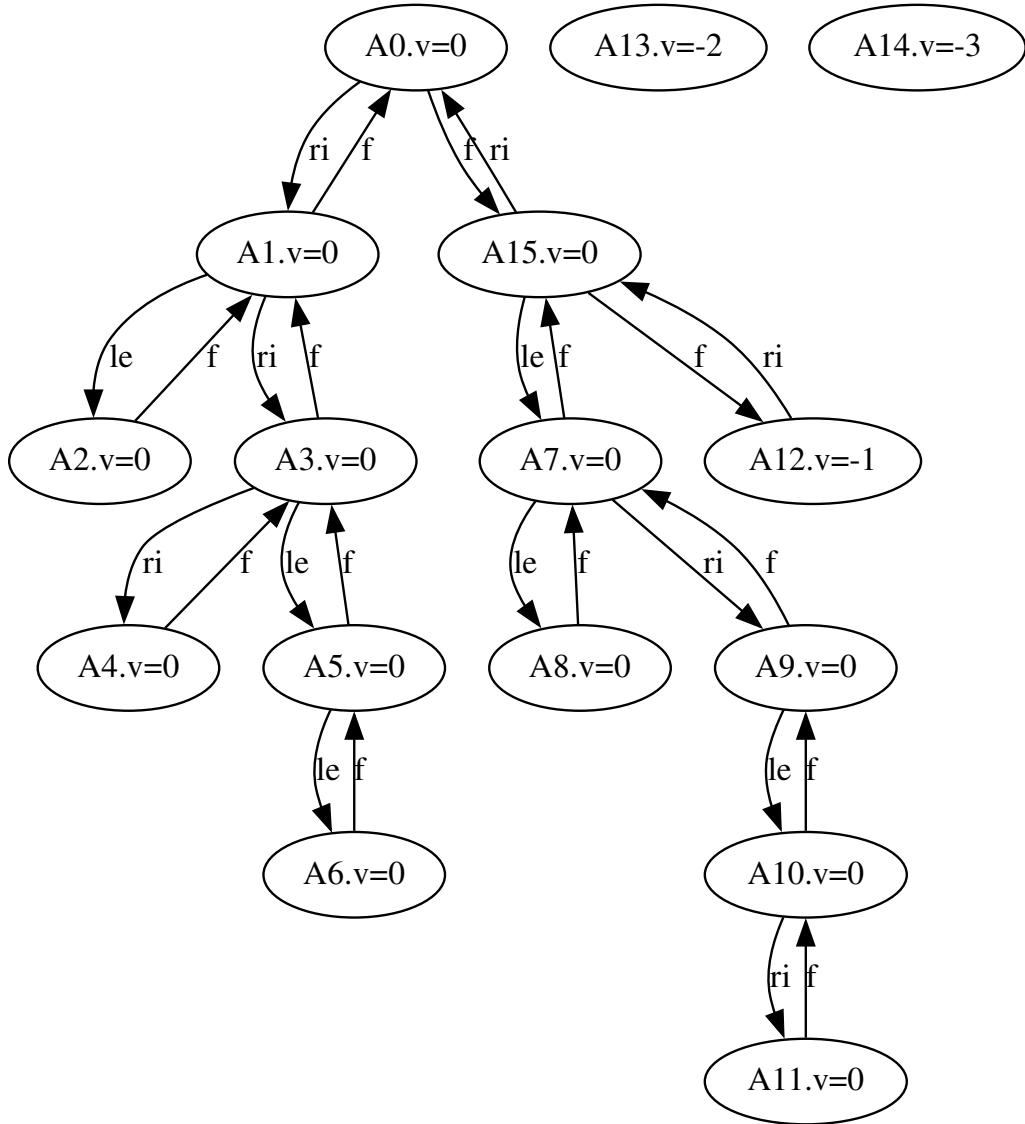 A0.v=0 A13.v=-2 A14.v=-3
ri f f ri
A1.v=0 A15.v=0
le f ri f le f f ri
A2.v=0 A3.v=0 A7.v=0 A12.v=-1
ri f le f le f ri f
A4.v=0 A5.v=0 A8.v=0 A9.v=0
le f le f
A6.v=0 A10.v=0
ri f
A11.v=0